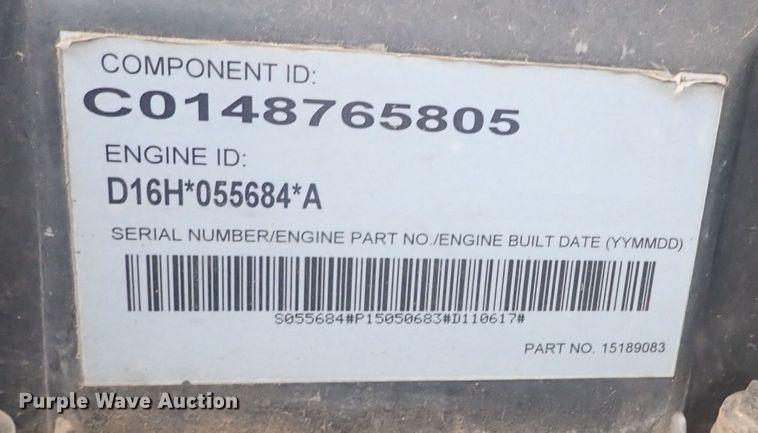 COMPONENT ID:
C0148765805
ENGINE ID:
D16H*055684*A
SERIAL NUMBER/ENGINE PART NO./ENGINE BUILT DATE (YYMMDD)
S055684#P15050683#D110617#
PART NO. 15189083
Purple Wave Auction